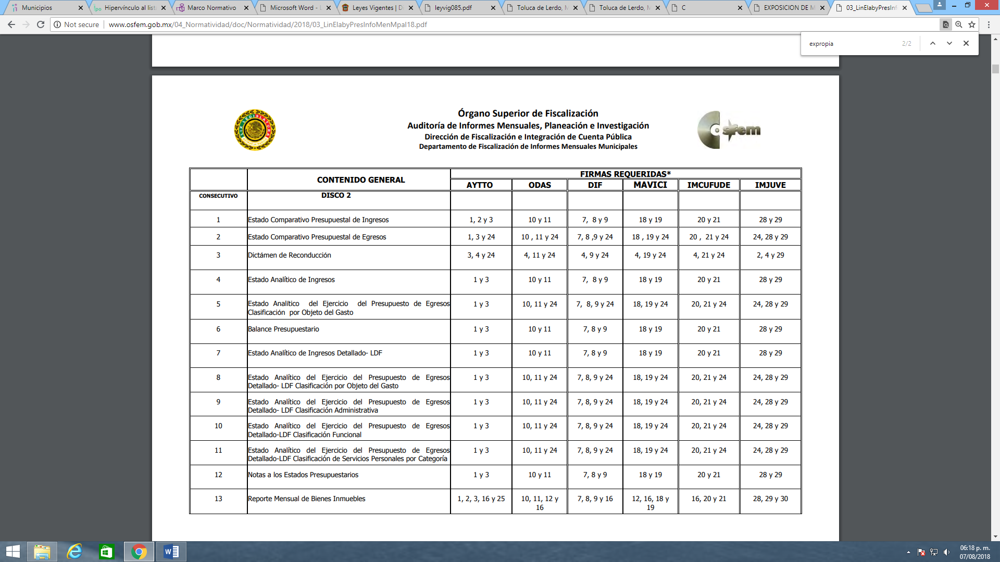 Municipios
Hipervínculo al list
Marco Normativo
Microsoft Word - L
Leyes Vigentes | D
leyvig085.pdf
Toluca de Lerdo, M
Toluca de Lerdo, M
C
EXPOSICION DE M
03_LinElabyPresInf
Not secure
www.osfem.gob.mx/04_Normatividad/doc/Normatividad/2018/03_LinElabyPresInfoMenMpal18.pdf
expropia 2/2
Órgano Superior de Fiscalización
Auditoría de Informes Mensuales, Planeación e Investigación
Dirección de Fiscalización e Integración de Cuenta Pública
Departamento de Fiscalización de Informes Mensuales Municipales
osfem
CONTENIDO GENERAL FIRMAS REQUERIDAS*
AYTTO ODAS DIF MAVICI IMCUFUDE IMJUVE
CONSECUTIVO DISCO 2
1 Estado Comparativo Presupuestal de Ingresos 1, 2 y 3 10 y 11 7, 8 y 9 18 y 19 20 y 21 28 y 29
2 Estado Comparativo Presupuestal de Egresos 1, 3 y 24 10 , 11 y 24 7, 8 ,9 y 24 18 , 19 y 24 20 , 21 y 24 24, 28 y 29
3 Dictámen de Reconducción 3, 4 y 24 4, 11 y 24 4, 9 y 24 4, 19 y 24 4, 21 y 24 2, 4 y 29
4 Estado Analítico de Ingresos 1 y 3 10 y 11 7, 8 y 9 18 y 19 20 y 21 28 y 29
5 Estado Analítico del Ejercicio del Presupuesto de Egresos 1 y 3 10, 11 y 24 7, 8, 9 y 24 18, 19 y 24 20, 21 y 24 24, 28 y 29
Clasificación por Objeto del Gasto
6 Balance Presupuestario 1 y 3 10 y 11 7, 8 y 9 18 y 19 20 y 21 28 y 29
7 Estado Analítico de Ingresos Detallado- LDF 1 y 3 10 y 11 7, 8 y 9 18 y 19 20 y 21 28 y 29
8 Estado Analítico del Ejercicio del Presupuesto de Egresos 1 y 3 10, 11 y 24 7, 8, 9 y 24 18, 19 y 24 20, 21 y 24 24, 28 y 29
Detallado- LDF Clasificación por Objeto del Gasto
9 Estado Analítico del Ejercicio del Presupuesto de Egresos 1 y 3 10, 11 y 24 7, 8, 9 y 24 18, 19 y 24 20, 21 y 24 24, 28 y 29
Detallado- LDF Clasificación Administrativa
10 Estado Analítico del Ejercicio del Presupuesto de Egresos 1 y 3 10, 11 y 24 7, 8, 9 y 24 18, 19 y 24 20, 21 y 24 24, 28 y 29
Detallado-LDF Clasificación Funcional
11 Estado Analítico del Ejercicio del Presupuesto de Egresos 1 y 3 10, 11 y 24 7, 8, 9 y 24 18, 19 y 24 20, 21 y 24 24, 28 y 29
Detallado-LDF Clasificación de Servicios Personales por Categoría
12 Notas a los Estados Presupuestarios 1 y 3 10 y 11 7, 8 y 9 18 y 19 20 y 21 28 y 29
13 Reporte Mensual de Bienes Inmuebles 1, 2, 3, 16 y 25 10, 11, 12 y 7, 8, 9 y 16 12, 16, 18 y 16, 20 y 21 28, 29 y 30
16 19
06:18 p. m.
07/08/2018